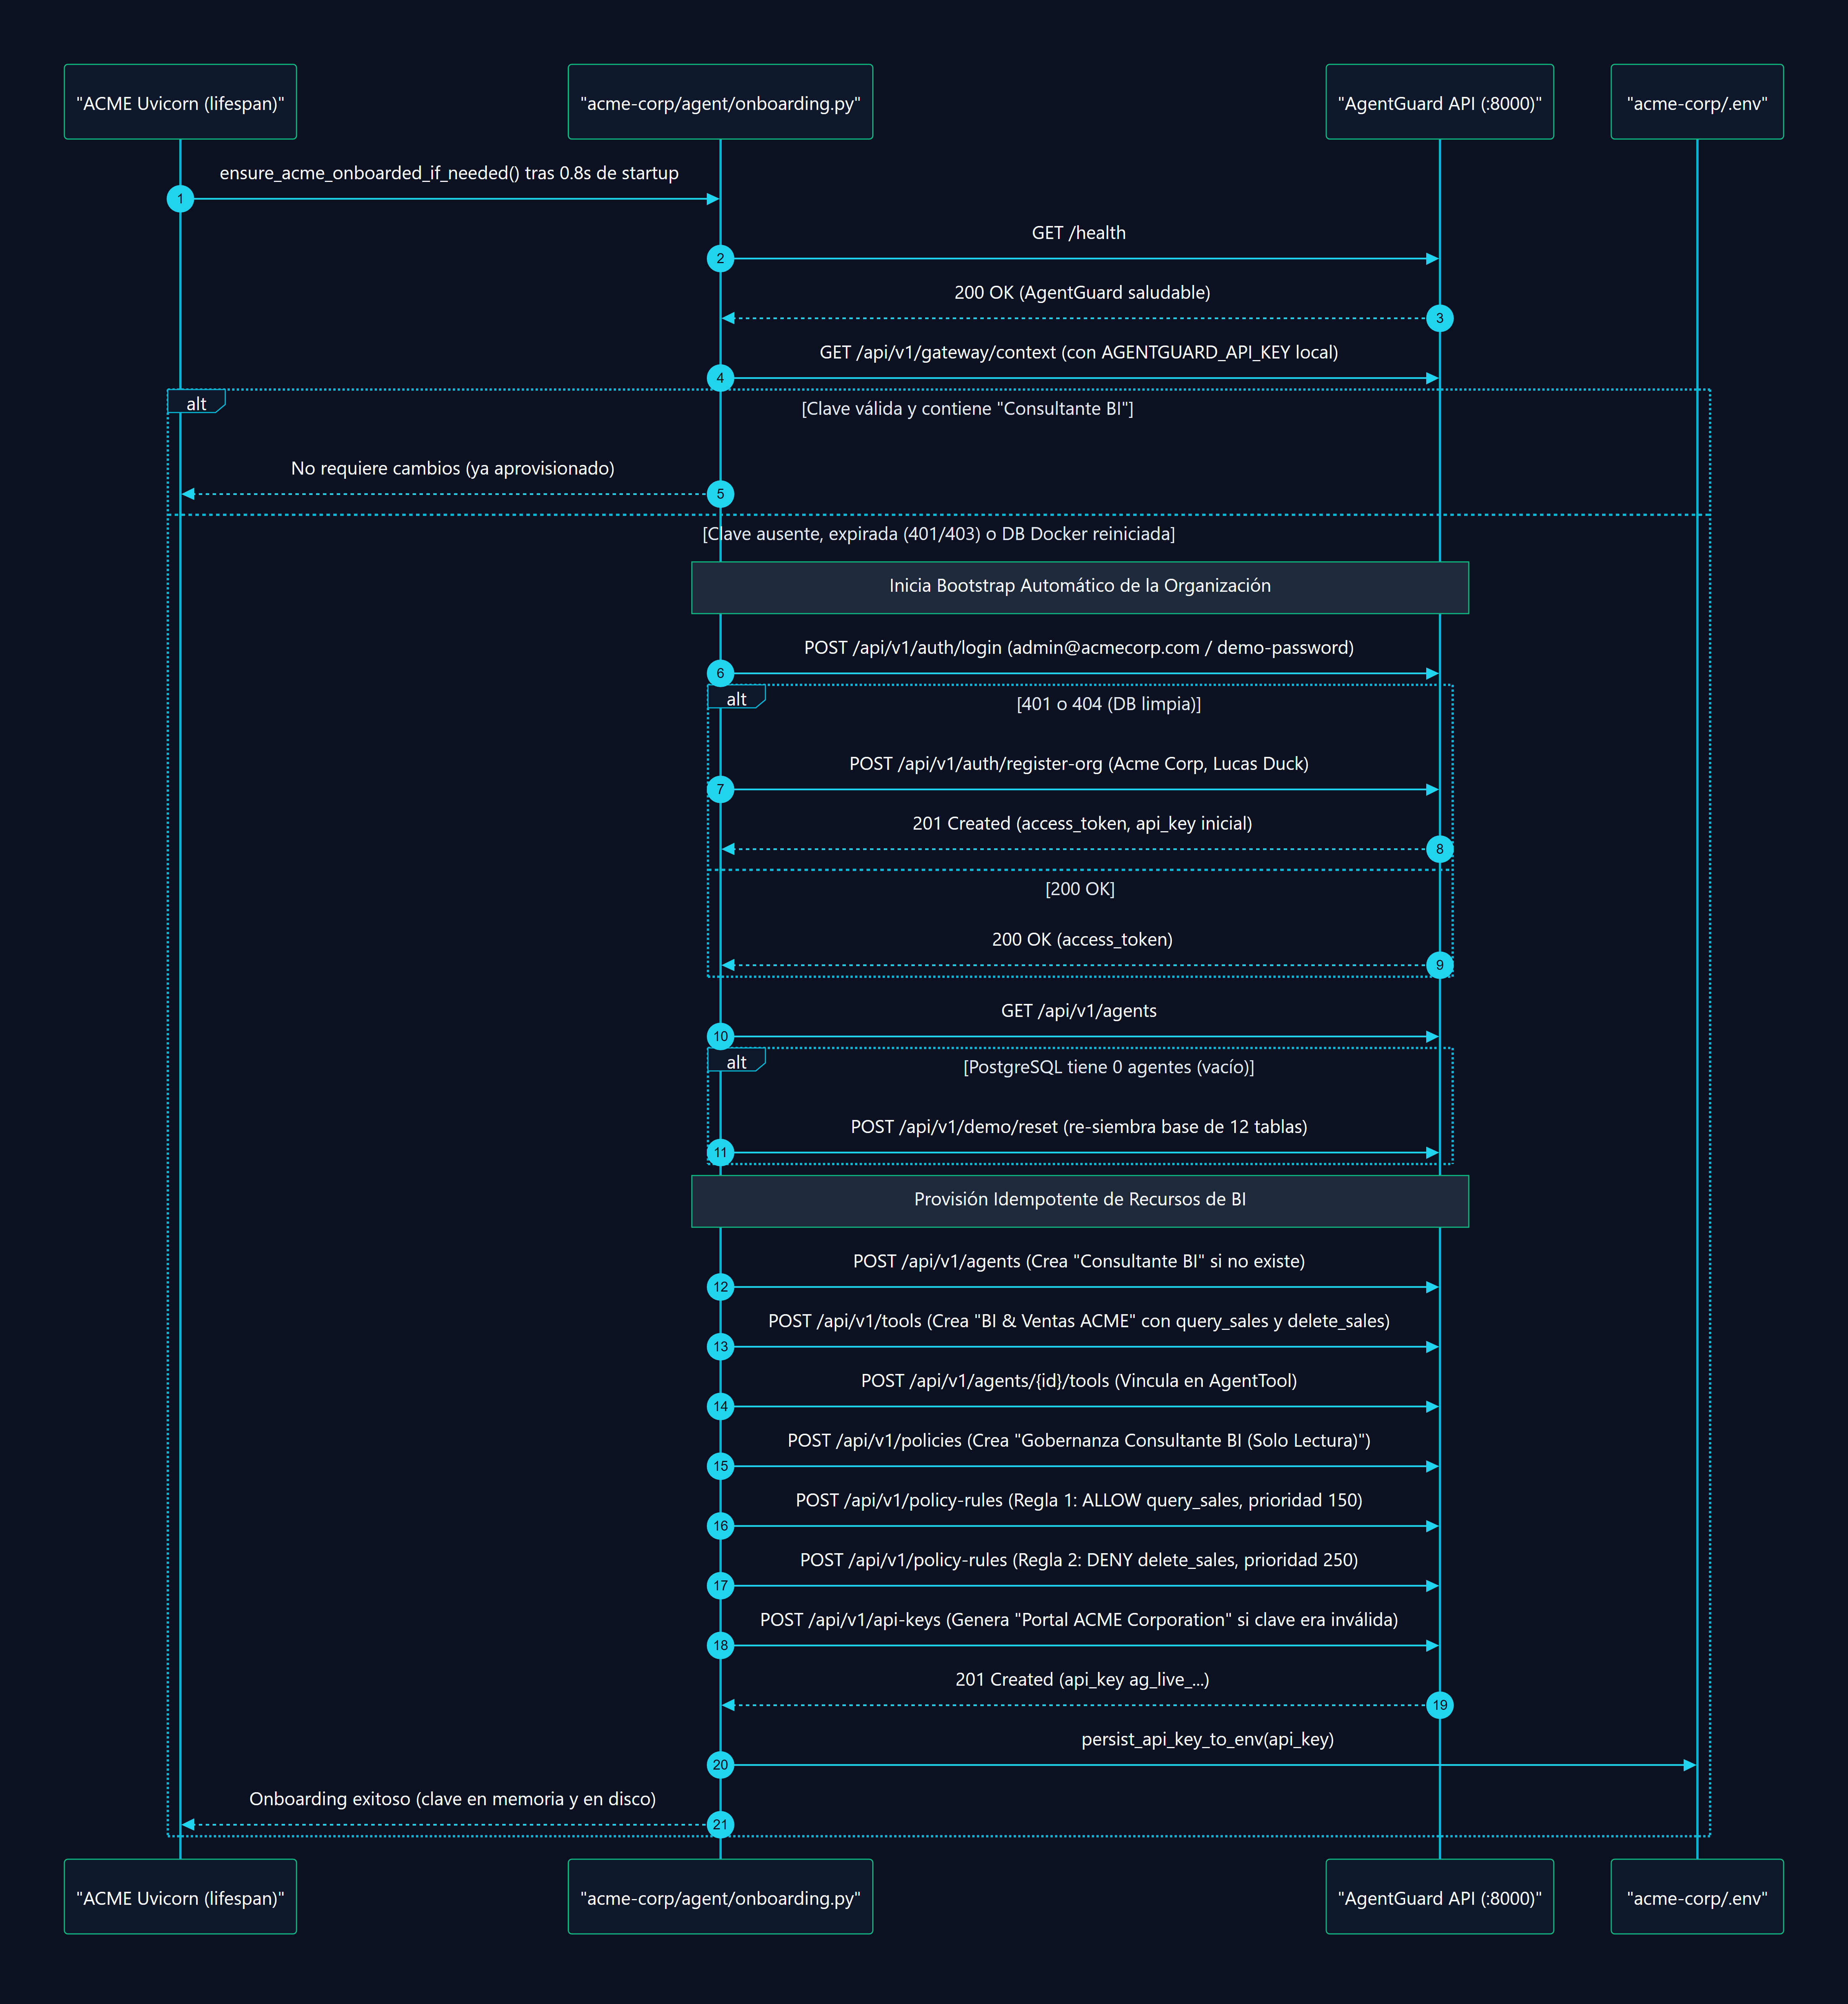 "ACME Uvicorn (lifespan)"
"acme-corp/agent/onboarding.py"
"AgentGuard API (:8000)"
"acme-corp/.env"
ensure_acme_onboarded_if_needed() tras 0.8s de startup
1
GET /health
2
200 OK (AgentGuard saludable)
3
GET /api/v1/gateway/context (con AGENTGUARD_API_KEY local)
4
alt
[Clave válida y contiene "Consultante BI"]
No requiere cambios (ya aprovisionado)
5
[Clave ausente, expirada (401/403) o DB Docker reiniciada]
Inicia Bootstrap Automático de la Organización
POST /api/v1/auth/login (admin@acmecorp.com / demo-password)
6
alt
[401 o 404 (DB limpia)]
POST /api/v1/auth/register-org (Acme Corp, Lucas Duck)
7
201 Created (access_token, api_key inicial)
8
[200 OK]
200 OK (access_token)
9
GET /api/v1/agents
10
alt
[PostgreSQL tiene 0 agentes (vacío)]
POST /api/v1/demo/reset (re-siembra base de 12 tablas)
11
Provisión Idempotente de Recursos de BI
POST /api/v1/agents (Crea "Consultante BI" si no existe)
12
POST /api/v1/tools (Crea "BI & Ventas ACME" con query_sales y delete_sales)
13
POST /api/v1/agents/{id}/tools (Vincula en AgentTool)
14
POST /api/v1/policies (Crea "Gobernanza Consultante BI (Solo Lectura)")
15
POST /api/v1/policy-rules (Regla 1: ALLOW query_sales, prioridad 150)
16
POST /api/v1/policy-rules (Regla 2: DENY delete_sales, prioridad 250)
17
POST /api/v1/api-keys (Genera "Portal ACME Corporation" si clave era inválida)
18
201 Created (api_key ag_live_...)
19
persist_api_key_to_env(api_key)
20
Onboarding exitoso (clave en memoria y en disco)
21
"ACME Uvicorn (lifespan)"
"acme-corp/agent/onboarding.py"
"AgentGuard API (:8000)"
"acme-corp/.env"